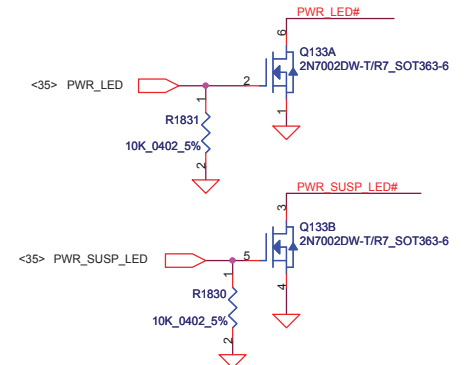 PWR_LED#
6
Q133A
2N7002DW-T/R7_SOT363-6
<35> PWR_LED
2
1
1
R1831
10K_0402_5%
2
PWR_SUSP_LED#
3
Q133B
2N7002DW-T/R7_SOT363-6
<35> PWR_SUSP_LED
5
1
4
R1830
10K_0402_5%
2